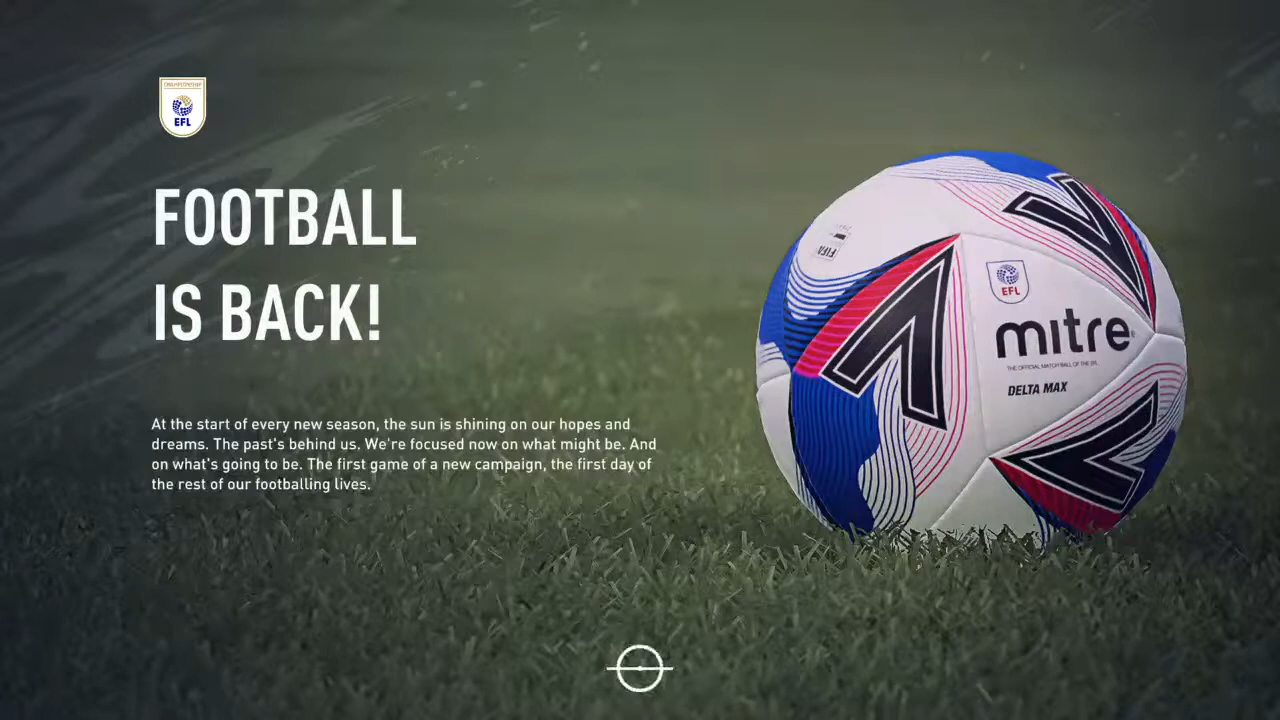 CHAMPIONSHIP
EFL
FOOTBALL
IS BACK!
At the start of every new season, the sun is shining on our hopes and
dreams. The past's behind us. We're focused now on what might be. And
on what's going to be. The first game of a new campaign, the first day of
the rest of our footballing lives.
FIFA
EFL
mitre
THE OFFICIAL MATCH BALL OF THE EFL
DELTA MAX